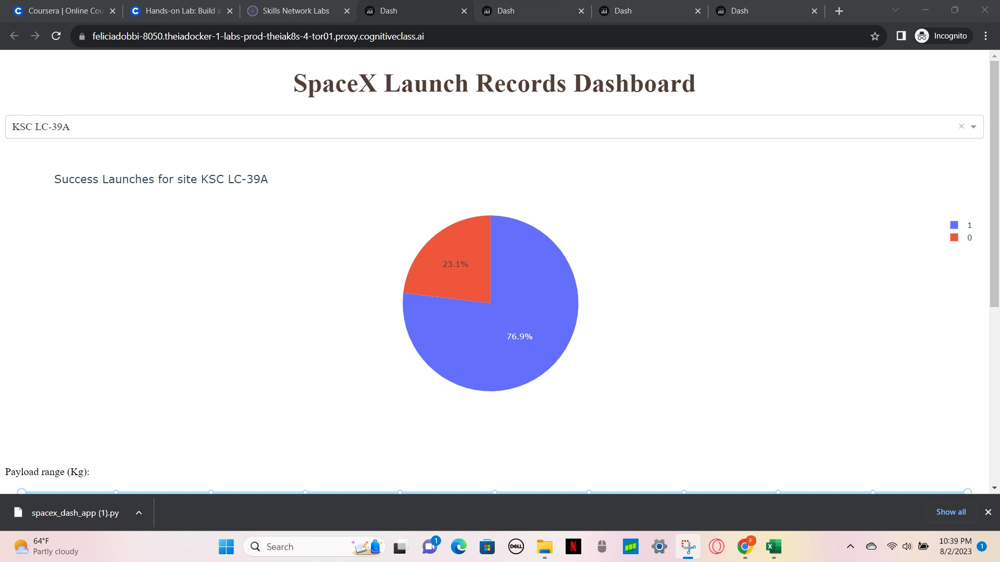 Coursera | Online Cou
Hands-on Lab: Build a
Skills Network Labs
Dash
Dash
Dash
Dash
feliciadobbi-8050.theiadocker-1-labs-prod-theiak8s-4-tor01.proxy.cognitiveclass.ai
Incognito
SpaceX Launch Records Dashboard
KSC LC-39A
Success Launches for site KSC LC-39A
1
0
23.1%
76.9%
Payload range (Kg):
spacex_dash_app (1).py
Show all
64°F
Partly cloudy
Search
1
DELL
N
F
X
10:39 PM
8/2/2023
1